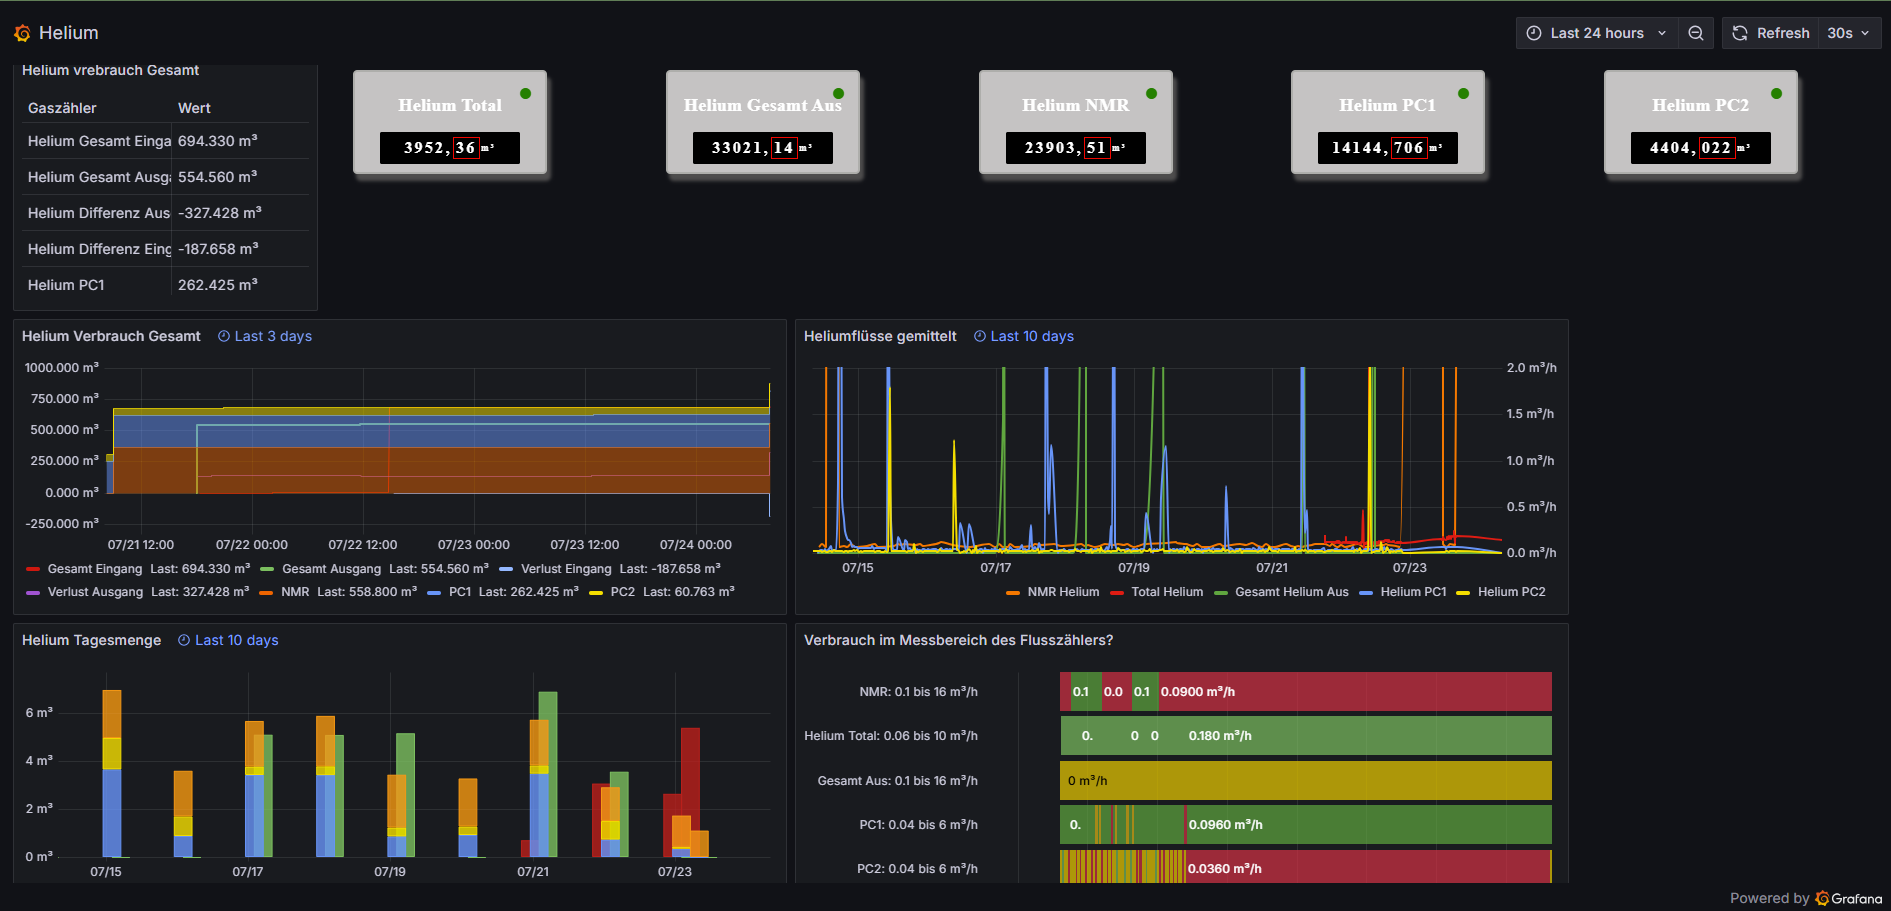 Helium
Last 24 hours
Refresh 30s
Helium vrebrauch Gesamt
Gaszähler Wert
Helium Gesamt Einga 694.330 m³
Helium Gesamt Ausga 554.560 m³
Helium Differenz Aus -327.428 m³
Helium Differenz Eing -187.658 m³
Helium PC1 262.425 m³
Helium Total
3952,36 m³
Helium Gesamt Aus
33021,14 m³
Helium NMR
23903,51 m³
Helium PC1
14144,706 m³
Helium PC2
4404,022 m³
Helium Verbrauch Gesamt Last 3 days
1000.000 m³
750.000 m³
500.000 m³
250.000 m³
0.000 m³
-250.000 m³
07/21 12:00 07/22 00:00 07/22 12:00 07/23 00:00 07/23 12:00 07/24 00:00
Gesamt Eingang Last: 694.330 m³ Gesamt Ausgang Last: 554.560 m³ Verlust Eingang Last: -187.658 m³
Verlust Ausgang Last: 327.428 m³ NMR Last: 558.800 m³ PC1 Last: 262.425 m³ PC2 Last: 60.763 m³
Heliumflüsse gemittelt Last 10 days
2.0 m³/h
1.5 m³/h
1.0 m³/h
0.5 m³/h
0.0 m³/h
07/15 07/17 07/19 07/21 07/23
NMR Helium Total Helium Gesamt Helium Aus Helium PC1 Helium PC2
Helium Tagesmenge Last 10 days
6 m³
4 m³
2 m³
0 m³
07/15 07/17 07/19 07/21 07/23
Verbrauch im Messbereich des Flusszählers?
NMR: 0.1 bis 16 m³/h 0.1 0.0 0.1 0.0900 m³/h
Helium Total: 0.06 bis 10 m³/h 0. 0 0 0.180 m³/h
Gesamt Aus: 0.1 bis 16 m³/h 0 m³/h
PC1: 0.04 bis 6 m³/h 0. 0.0960 m³/h
PC2: 0.04 bis 6 m³/h 0.0360 m³/h
Powered by Grafana